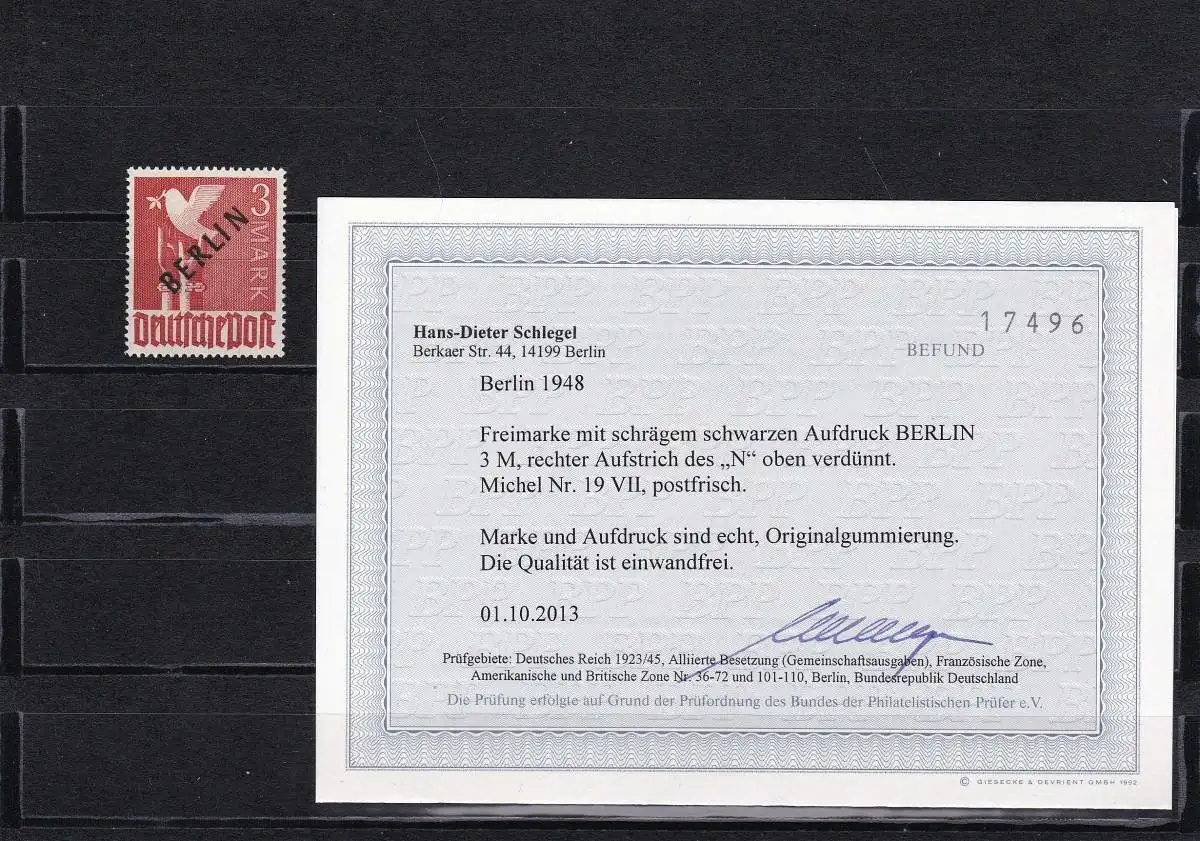 3
MARK
BERLIN
Deutsche Post
17496
Hans-Dieter Schlegel
Berkaer Str. 44, 14199 Berlin
BEFUND
Berlin 1948
Freimarke mit schrägem schwarzen Aufdruck BERLIN
3 M, rechter Aufstrich des „N“ oben verdünnt.
Michel Nr. 19 VII, postfrisch.
Marke und Aufdruck sind echt, Originalgummierung.
Die Qualität ist einwandfrei.
01.10.2013
Prüfgebiete: Deutsches Reich 1923/45, Alliierte Besetzung (Gemeinschaftsausgaben), Französische Zone,
Amerikanische und Britische Zone Nr. 36-72 und 101-110, Berlin, Bundesrepublik Deutschland
Die Prüfung erfolgte auf Grund der Prüfordnung des Bundes der Philatelistischen Prüfer e.V.
© GIESECKE & DEVRIENT GMBH 1992